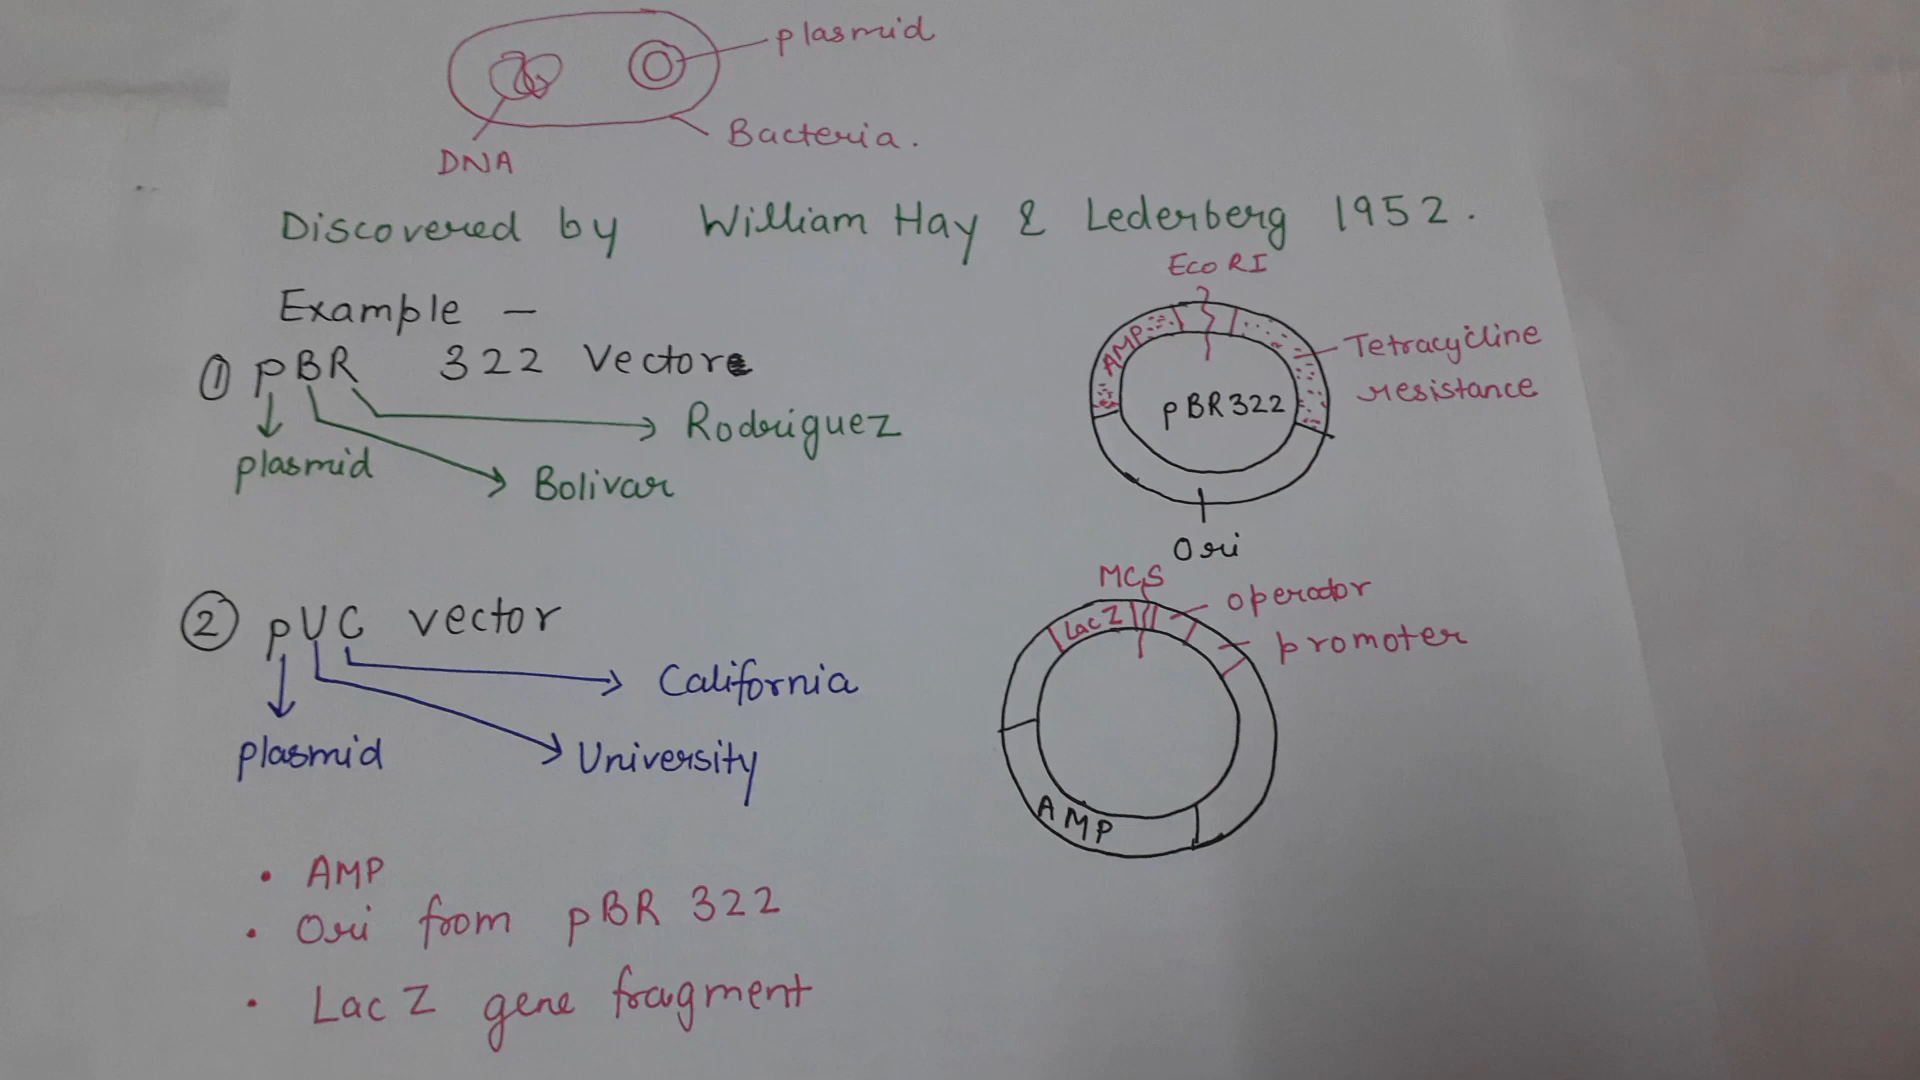 plasmid
Bacteria.
DNA
Discovered by William Hay & Lederberg 1952.
Example -
① pBR 322 Vector
plasmid
Bolivar
Rodriguez
EcoRI
AMP
Tetracycline
resistance
pBR322
Ori
② pUC vector
plasmid
University
California
MCS
Lac Z
operador
promoter
AMP
• AMP
• Ori from pBR 322
• Lac Z gene fragment